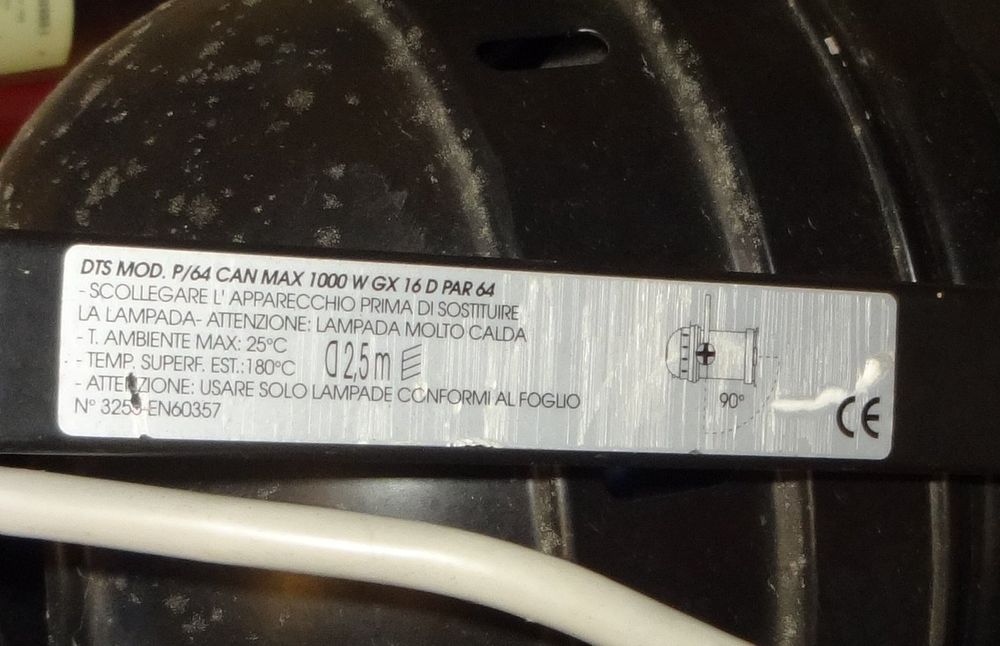 DTS MOD. P/64 CAN MAX 1000 W GX 16 D PAR 64
- SCOLLEGARE L' APPARECCHIO PRIMA DI SOSTITUIRE
LA LAMPADA- ATTENZIONE: LAMPADA MOLTO CALDA
- T. AMBIENTE MAX: 25°C
- TEMP. SUPERF. EST.:180°C
2,5m
- ATTENZIONE: USARE SOLO LAMPADE CONFORMI AL FOGLIO
N° 3253-EN60357
90°
CE